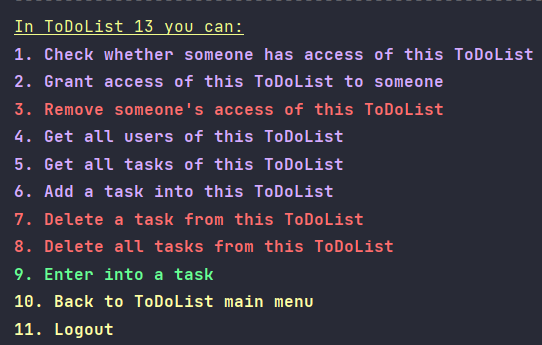 In ToDoList 13 you can:
1. Check whether someone has access of this ToDoList
2. Grant access of this ToDoList to someone
3. Remove someone's access of this ToDoList
4. Get all users of this ToDoList
5. Get all tasks of this ToDoList
6. Add a task into this ToDoList
7. Delete a task from this ToDoList
8. Delete all tasks from this ToDoList
9. Enter into a task
10. Back to ToDoList main menu
11. Logout